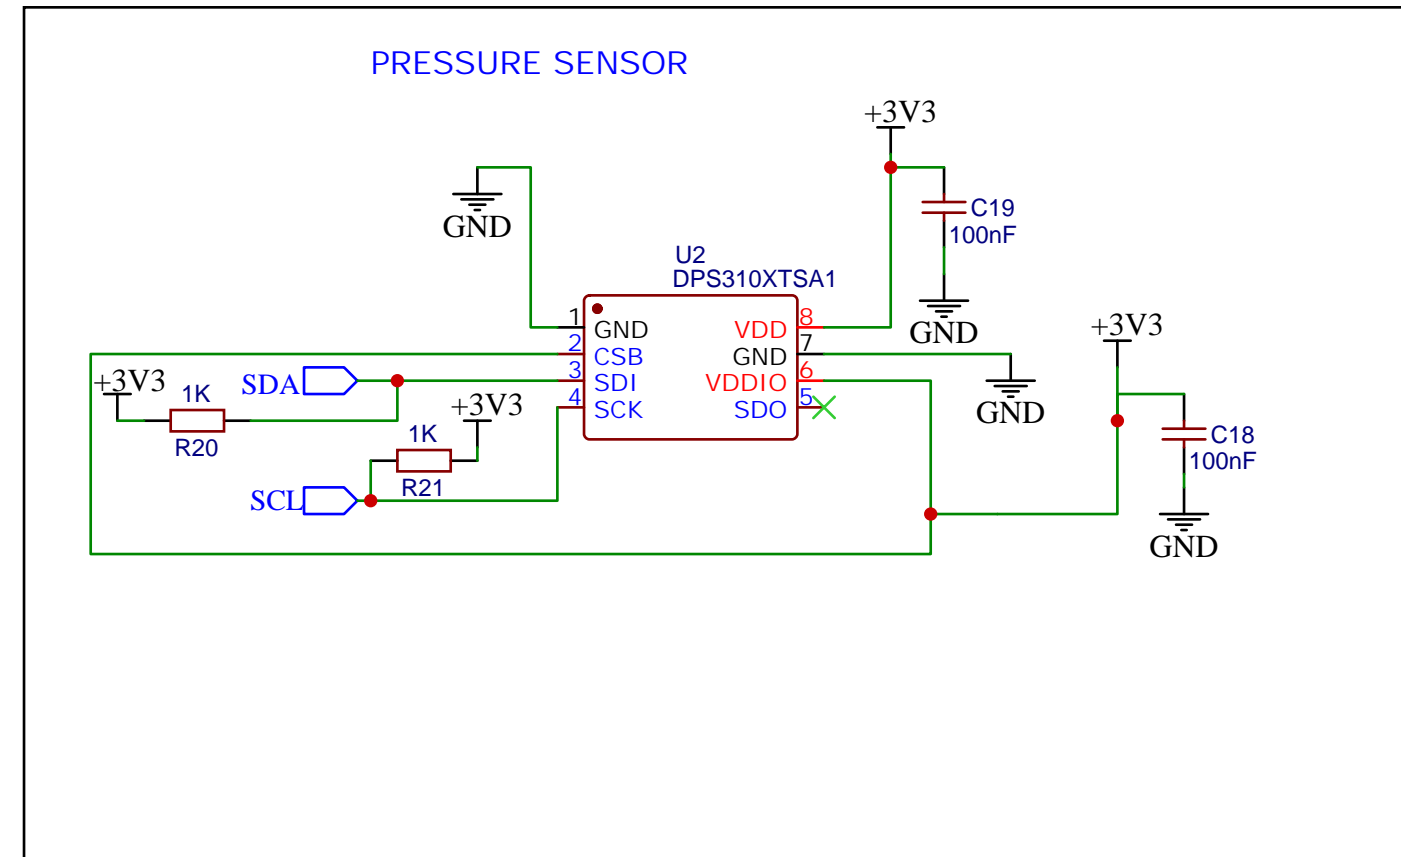 PRESSURE SENSOR
+3V3
GND
C19
100nF
U2
DPS310XTSA1
GND
+3V3
1 GND
2 CSB
3 SDI
4 SCK
VDD 8
GND 7
VDDIO 6
SDO 5
+3V3
1K
R20
SDA
+3V3
1K
R21
SCL
GND
C18
100nF
GND